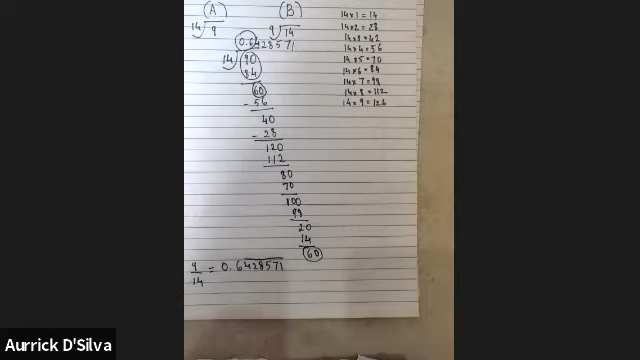 (A) (B)
14 9 9 14
0.6428571
14 90
84
60
- 56
40
- 28
120
112
80
70
100
98
20
14
60
9/14 = 0.6428571
14 x 1 = 14
14 x 2 = 28
14 x 3 = 42
14 x 4 = 56
14 x 5 = 70
14 x 6 = 84
14 x 7 = 98
14 x 8 = 112
14 x 9 = 126
Aurrick D'Silva